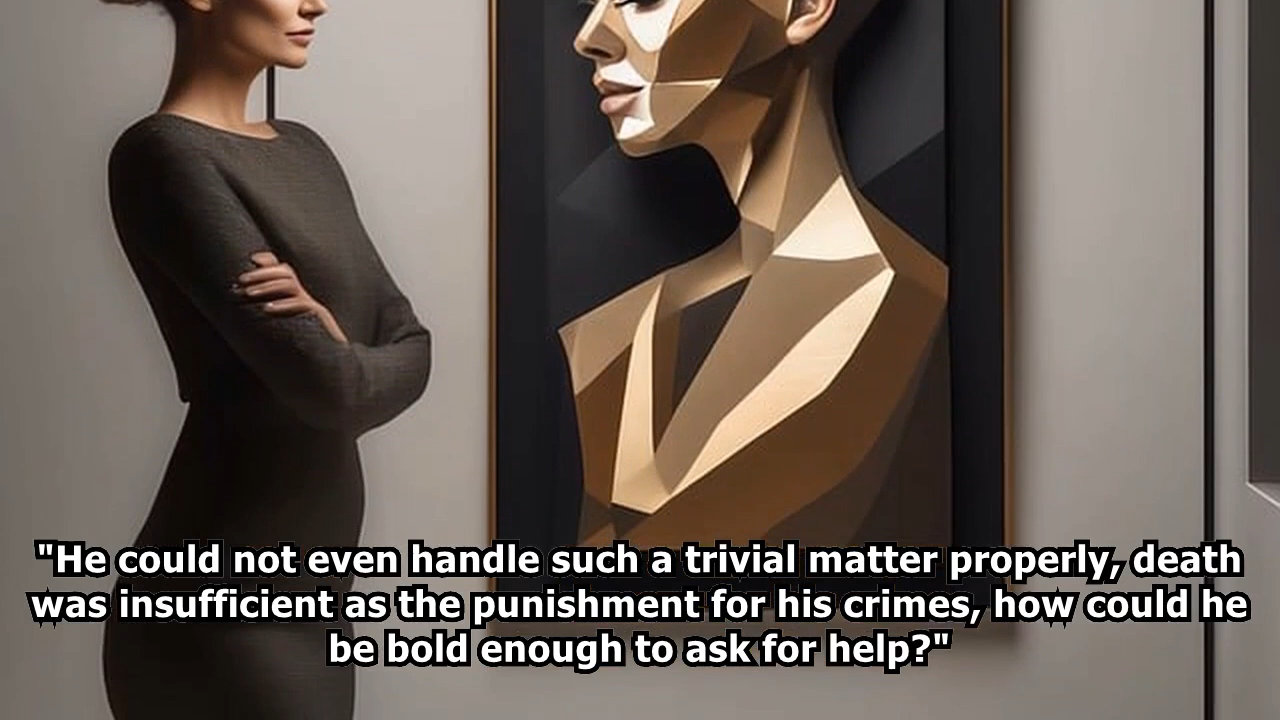 "He could not even handle such a trivial matter properly, death
was insufficient as the punishment for his crimes, how could he
be bold enough to ask for help?"